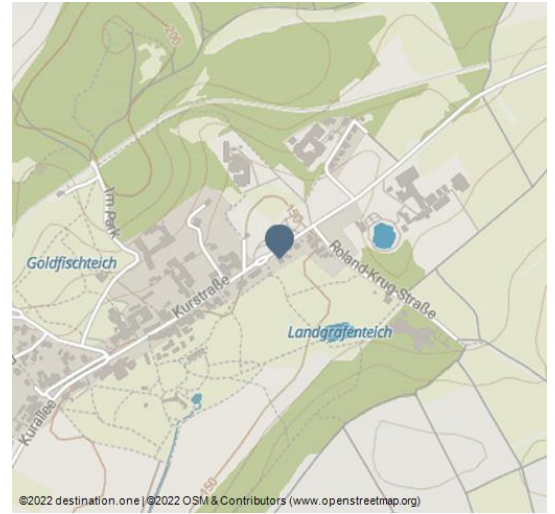 200
Im Park
150
Goldfischteich
Kurstraße
Roland-Krug-Straße
Landgrafenteich
Kurallee
150
©2022 destination.one | ©2022 OSM & Contributors (www.openstreetmap.org)